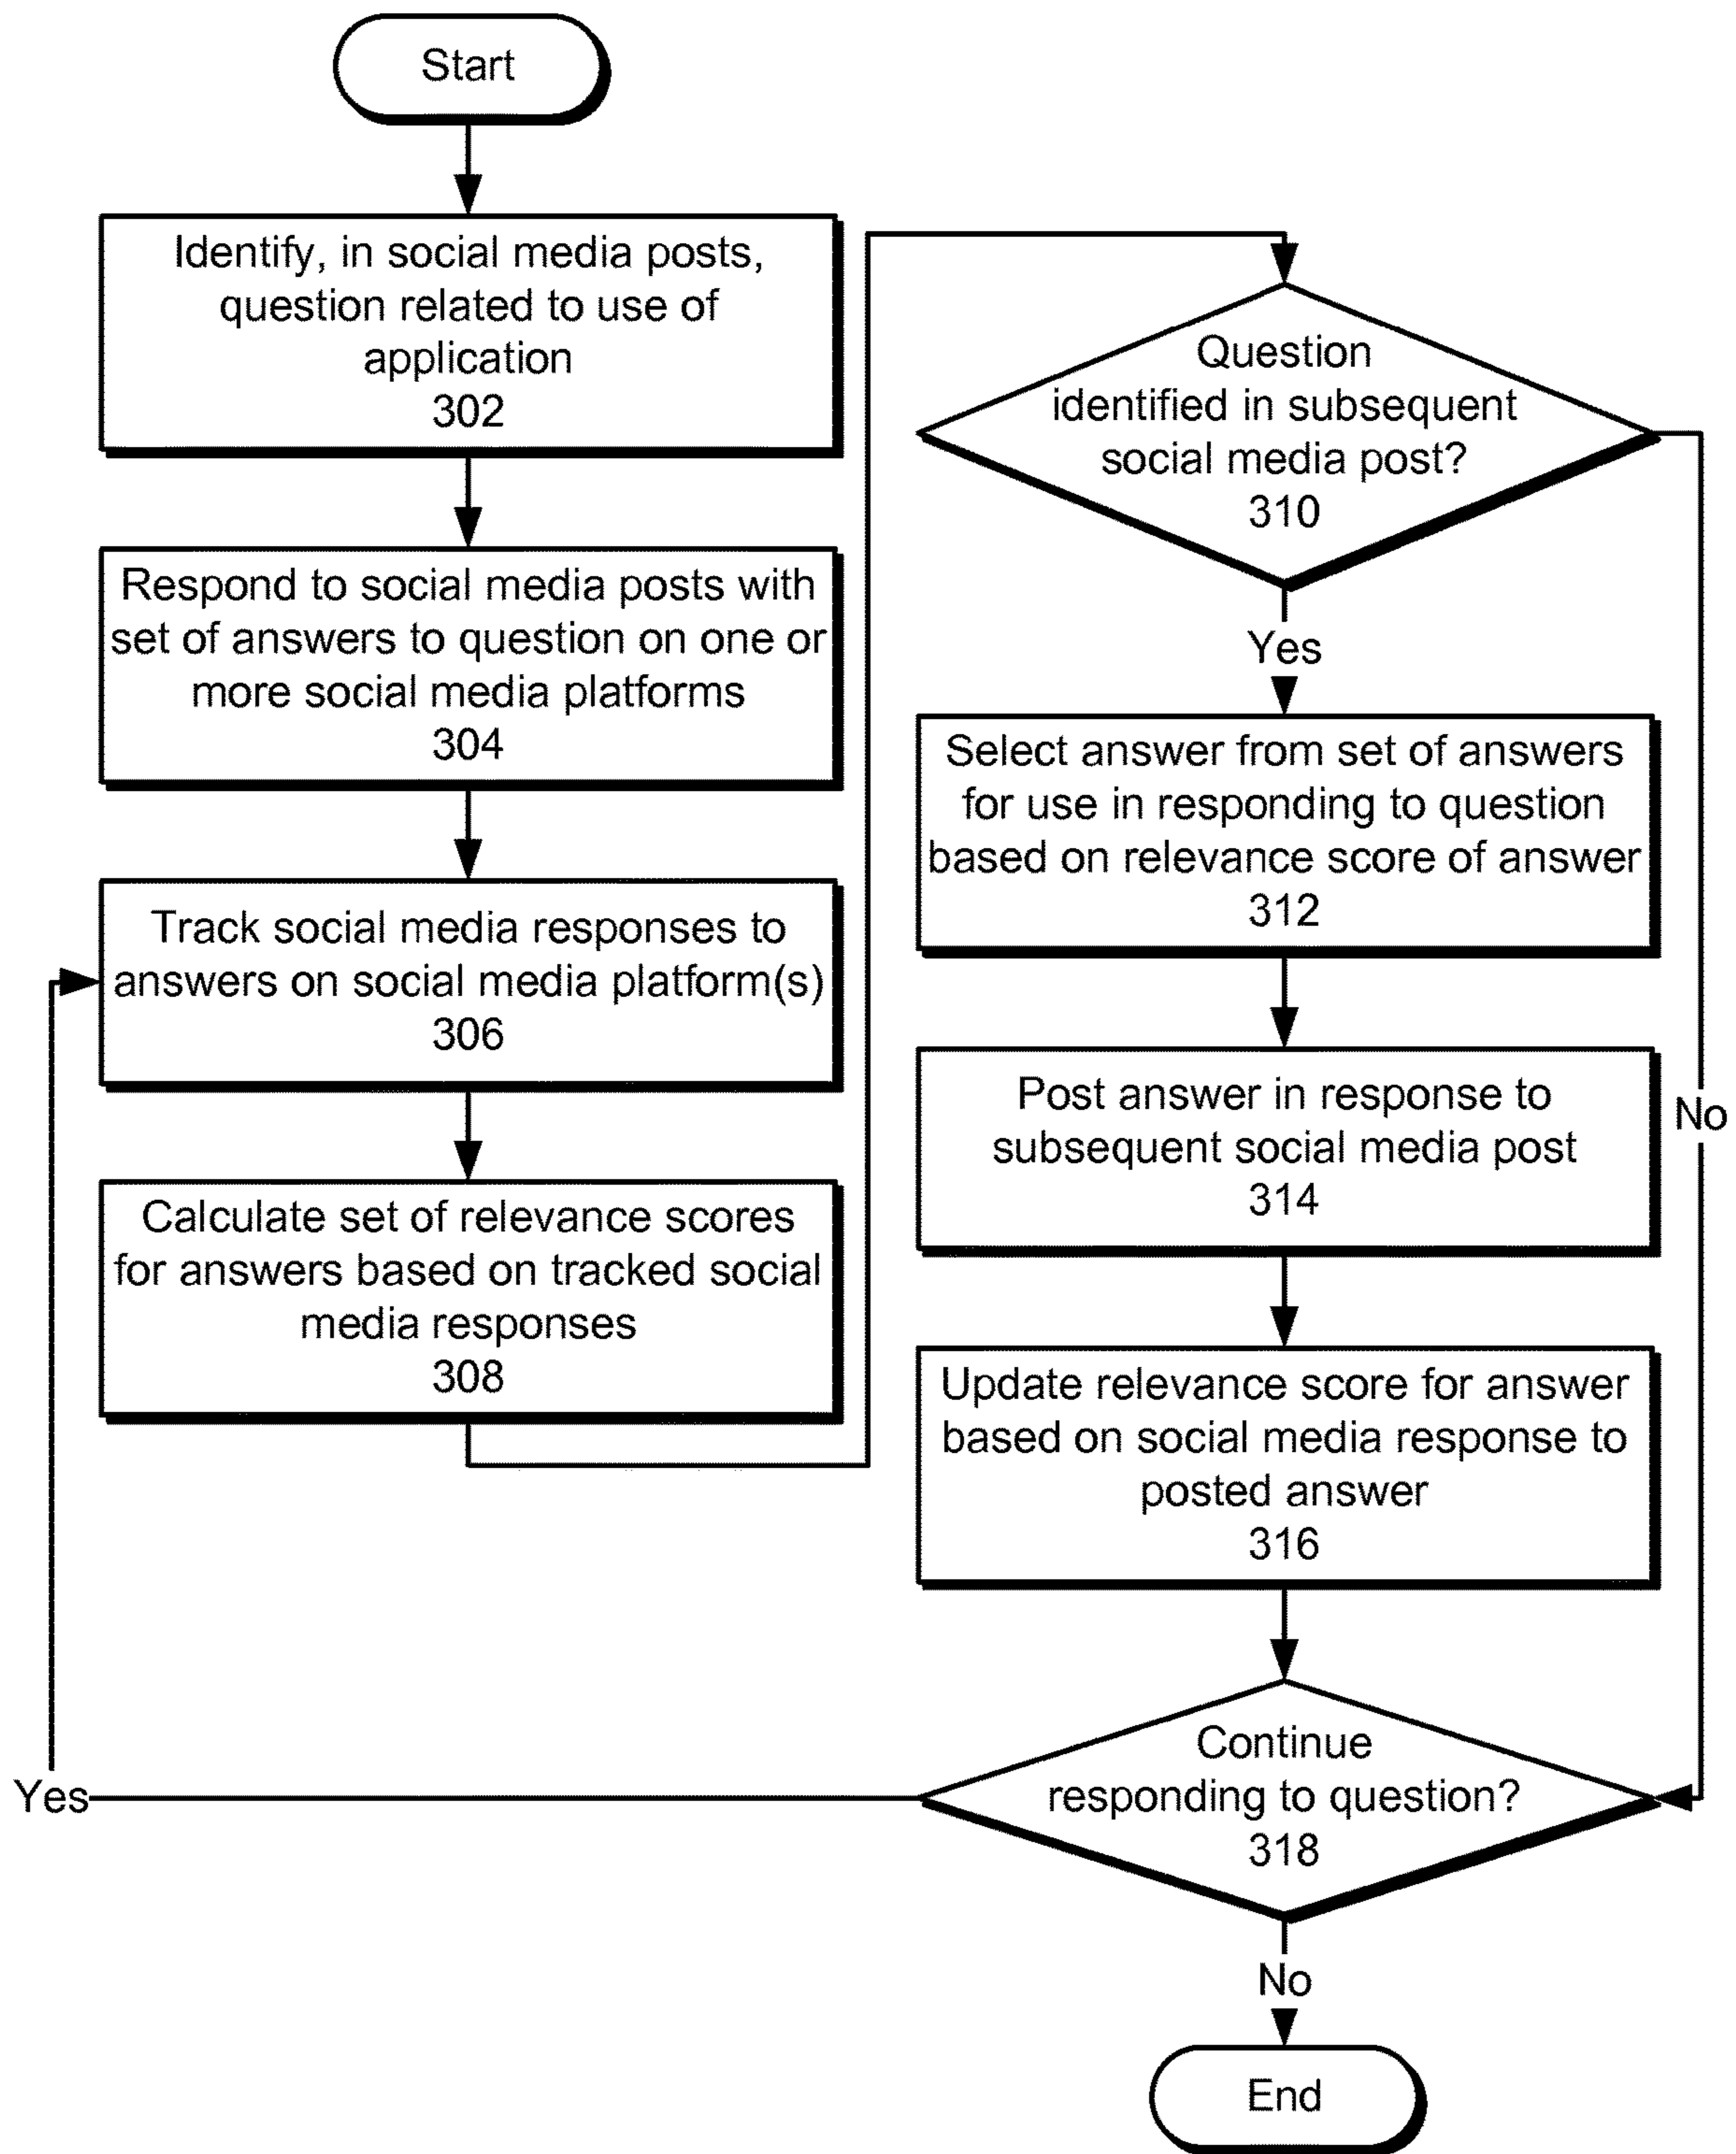 Start
Identify, in social media posts,
question related to use of
application
302
Respond to social media posts with
set of answers to question on one or
more social media platforms
304
Track social media responses to
answers on social media platform(s)
306
Calculate set of relevance scores
for answers based on tracked social
media responses
308
Question
identified in subsequent
social media post?
310
Yes
Select answer from set of answers
for use in responding to question
based on relevance score of answer
312
Post answer in response to
subsequent social media post
314
No
Update relevance score for answer
based on social media response to
posted answer
316
Continue
responding to question?
318
Yes
No
End